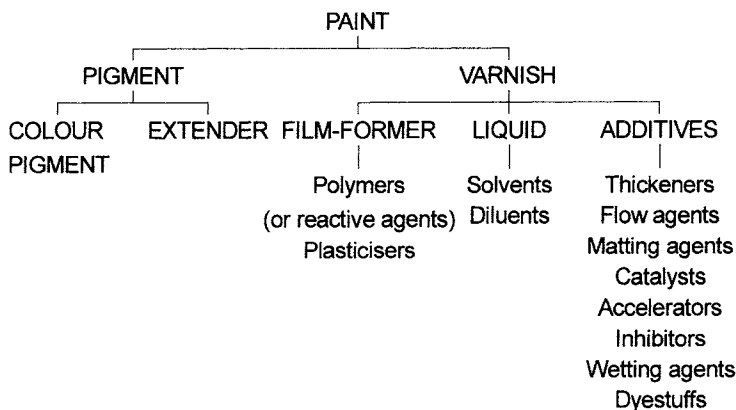 PAINT
PIGMENT VARNISH
COLOUR PIGMENT EXTENDER FILM-FORMER LIQUID ADDITIVES
Polymers
(or reactive agents)
Plasticisers
Solvents
Diluents
Thickeners
Flow agents
Matting agents
Catalysts
Accelerators
Inhibitors
Wetting agents
Dyestuffs